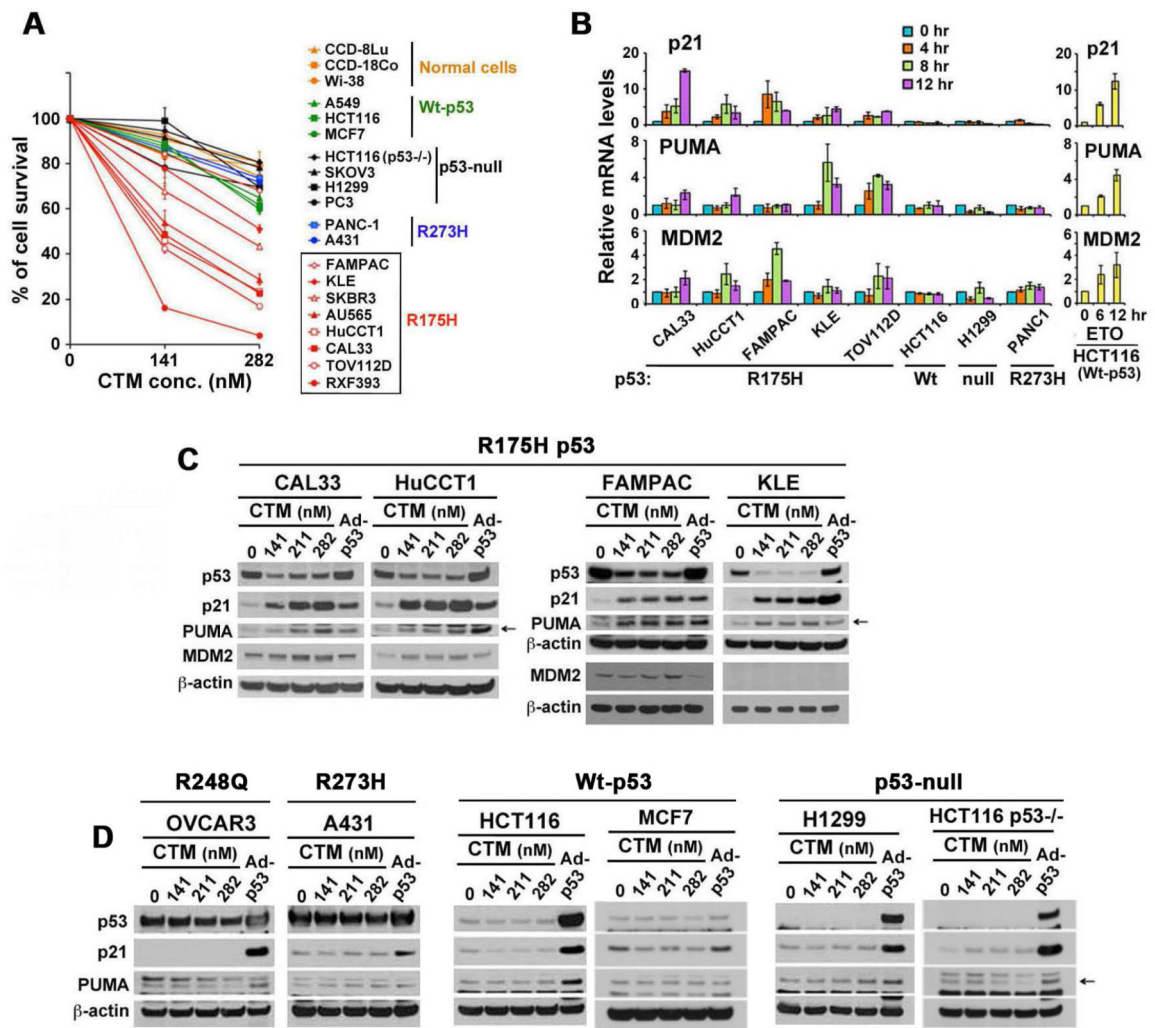 A
% of cell survival
120
100
80
60
40
20
0
0
141
282
CTM conc. (nM)
CCD-8Lu
CCD-18Co
Wi-38
Normal cells
A549
HCT116
MCF7
Wt-p53
HCT116 (p53-/-)
SKOV3
H1299
PC3
p53-null
PANC-1
A431
R273H
FAMPAC
KLE
SKBR3
AU565
HuCCT1
CAL33
TOV112D
RXF393
R175H
B
Relative mRNA levels
p21
20
10
0
0 hr
4 hr
8 hr
12 hr
PUMA
8
4
0
MDM2
6
4
2
0
CAL33
HuCCT1
FAMPAC
KLE
TOV112D
HCT116
H1299
PANC1
p53:
R175H
Wt
null
R273H
p21
20
10
0
PUMA
8
4
0
MDM2
6
4
2
0
0 6 12 hr
ETO
HCT116
(Wt-p53)
C
R175H p53
CAL33 HuCCT1 FAMPAC KLE
CTM (nM) Ad- CTM (nM) Ad- CTM (nM) Ad- CTM (nM) Ad-
0 141 211 282 p53 0 141 211 282 p53 0 141 211 282 p53 0 141 211 282 p53
p53
p21
PUMA
MDM2
β-actin
p53
p21
PUMA
β-actin
MDM2
β-actin
R248Q R273H Wt-p53 p53-null
D
OVCAR3 A431 HCT116 MCF7 H1299 HCT116 p53-/-
CTM (nM) Ad- CTM (nM) Ad- CTM (nM) Ad- CTM (nM) Ad- CTM (nM) Ad- CTM (nM) Ad-
0 141 211 282 p53 0 141 211 282 p53 0 141 211 282 p53 0 141 211 282 p53 0 141 211 282 p53 0 141 211 282 p53
p53
p21
PUMA
β-actin